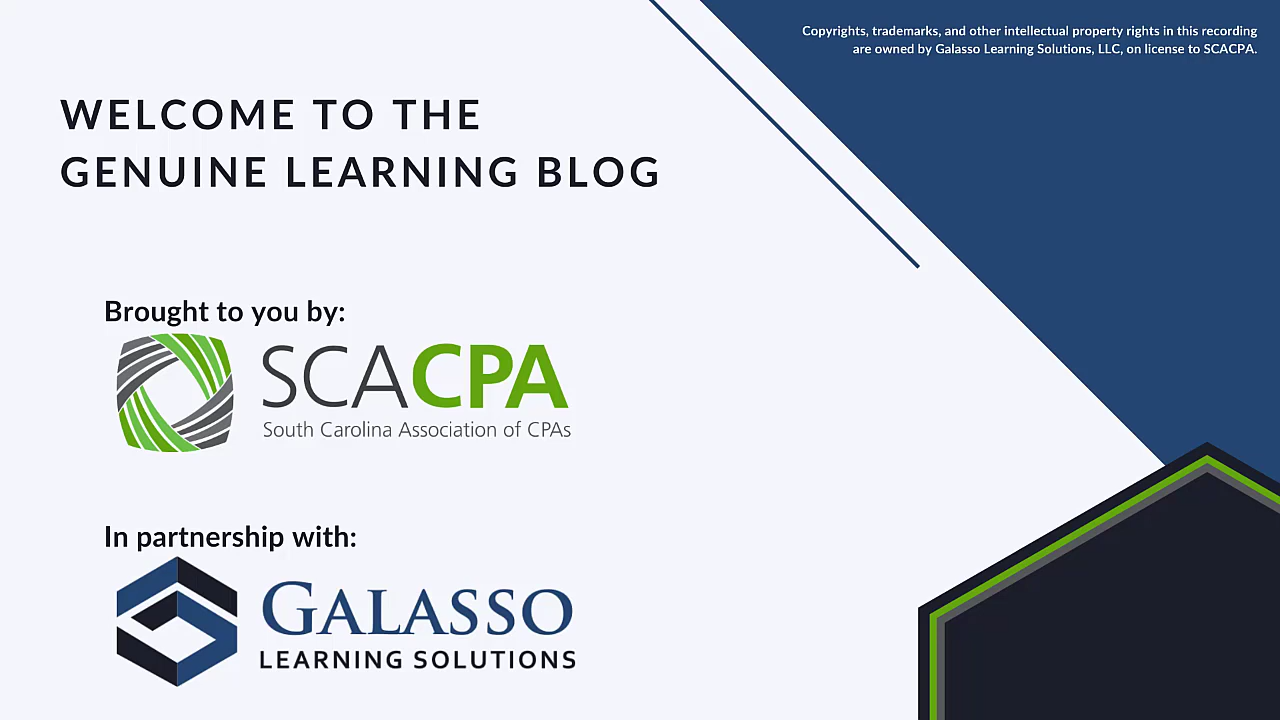 Copyrights, trademarks, and other intellectual property rights in this recording
are owned by Galasso Learning Solutions, LLC, on license to SCACPA.
WELCOME TO THE
GENUINE LEARNING BLOG
Brought to you by:
SCACPA
South Carolina Association of CPAs
In partnership with:
GALASSO
LEARNING SOLUTIONS